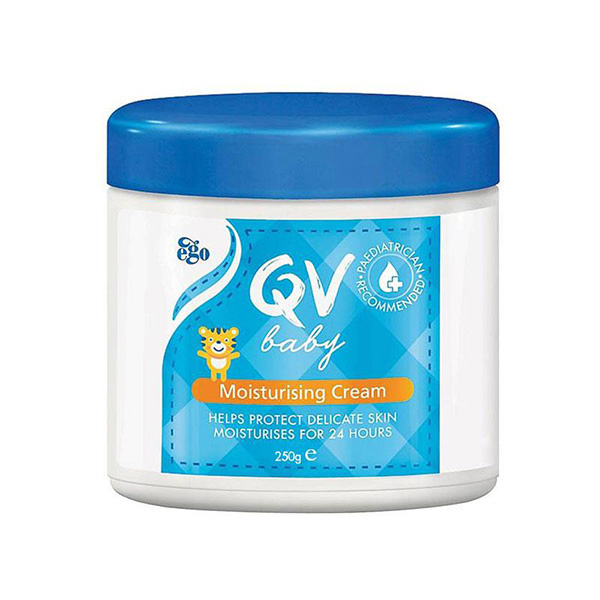 ego
QV
baby
PAEDIATRICIAN
RECOMMENDED
Moisturising Cream
HELPS PROTECT DELICATE SKIN
MOISTURISES FOR 24 HOURS
250g e